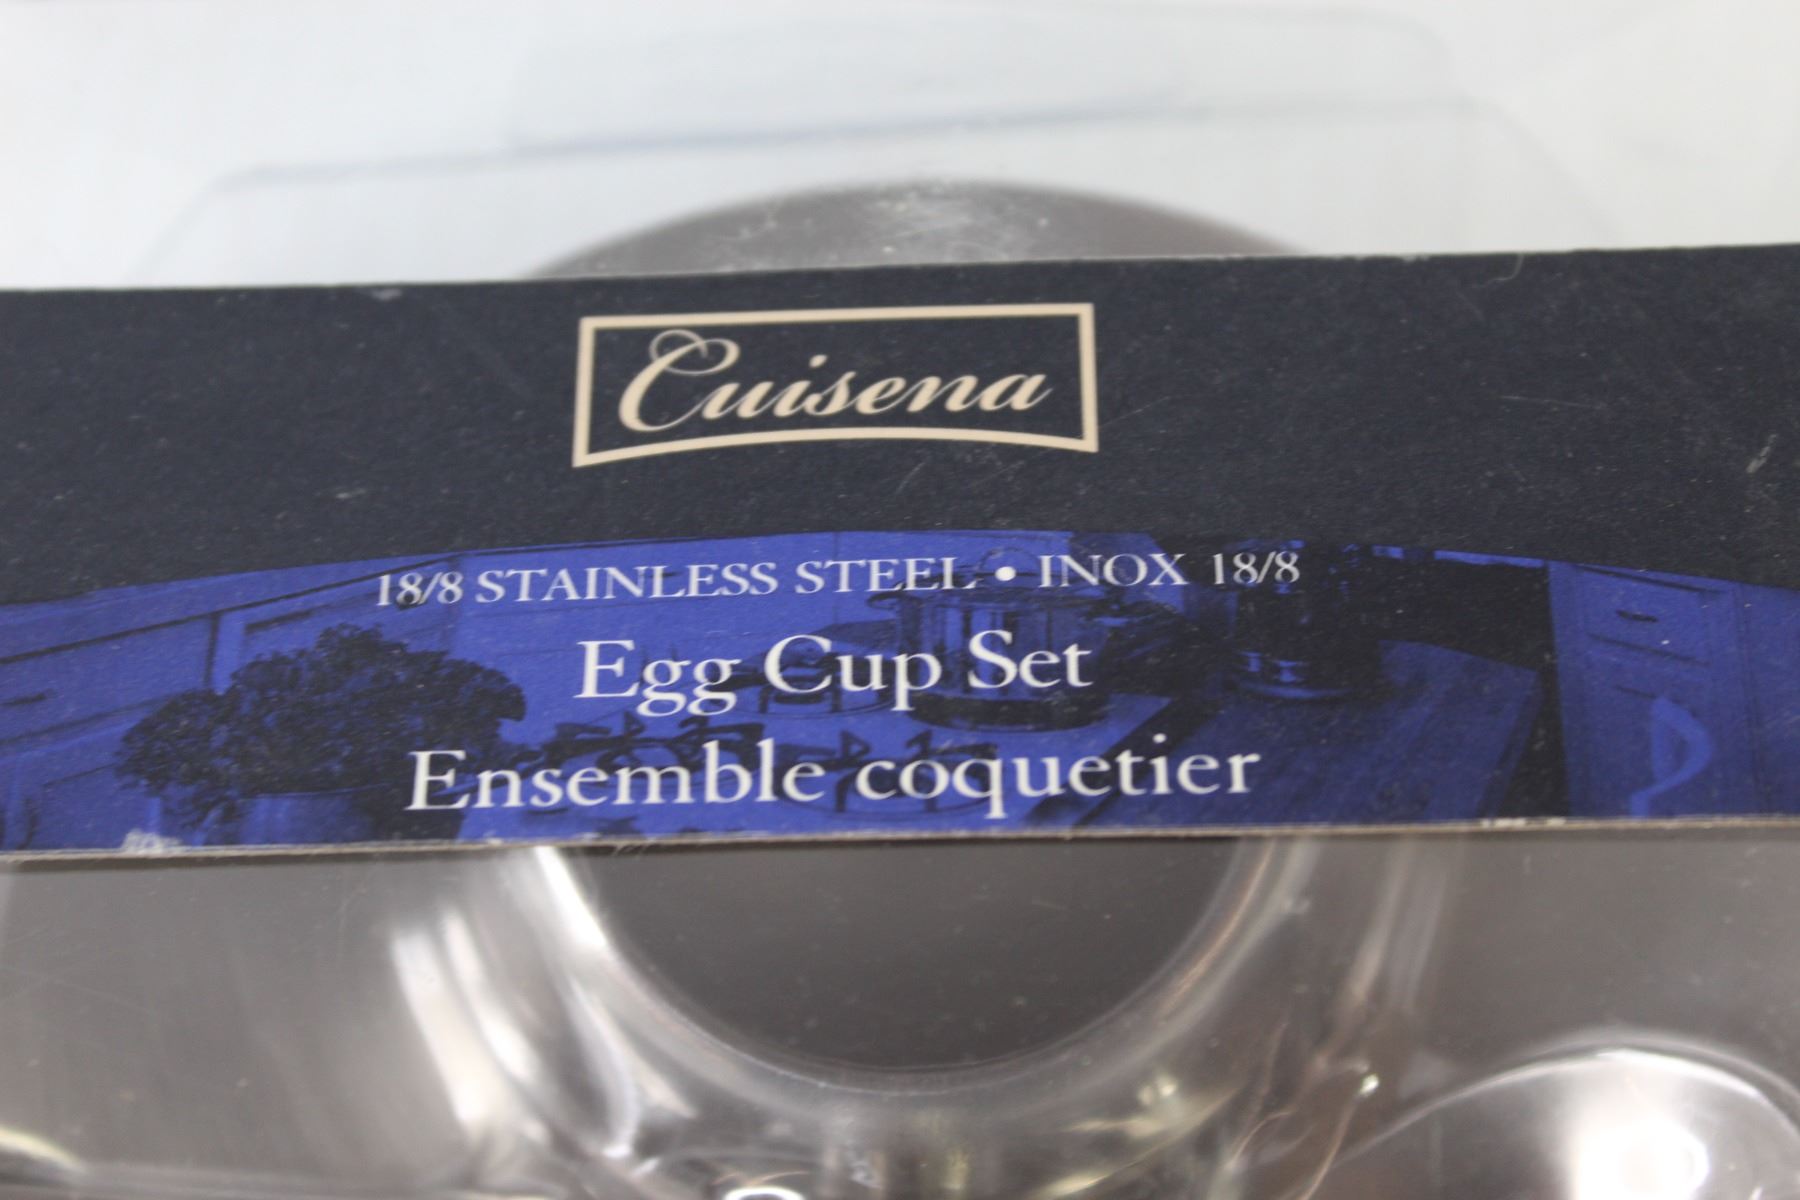 Cuisena
18/8 STAINLESS STEEL • INOX 18/8
Egg Cup Set
Ensemble coquetier